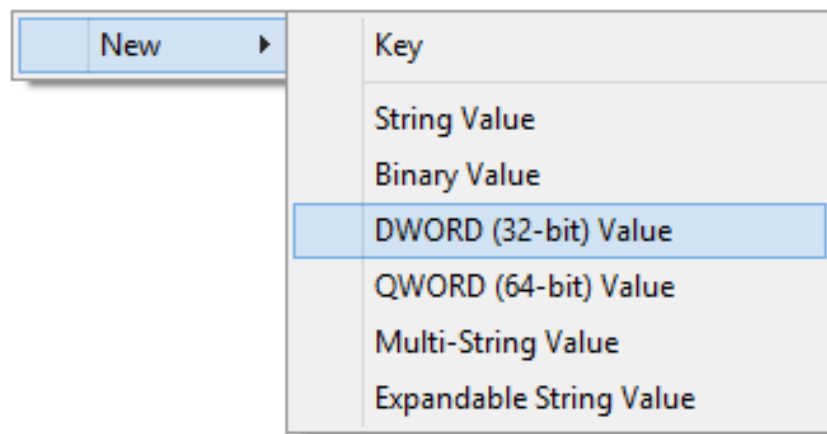 New
Key
String Value
Binary Value
DWORD (32-bit) Value
QWORD (64-bit) Value
Multi-String Value
Expandable String Value